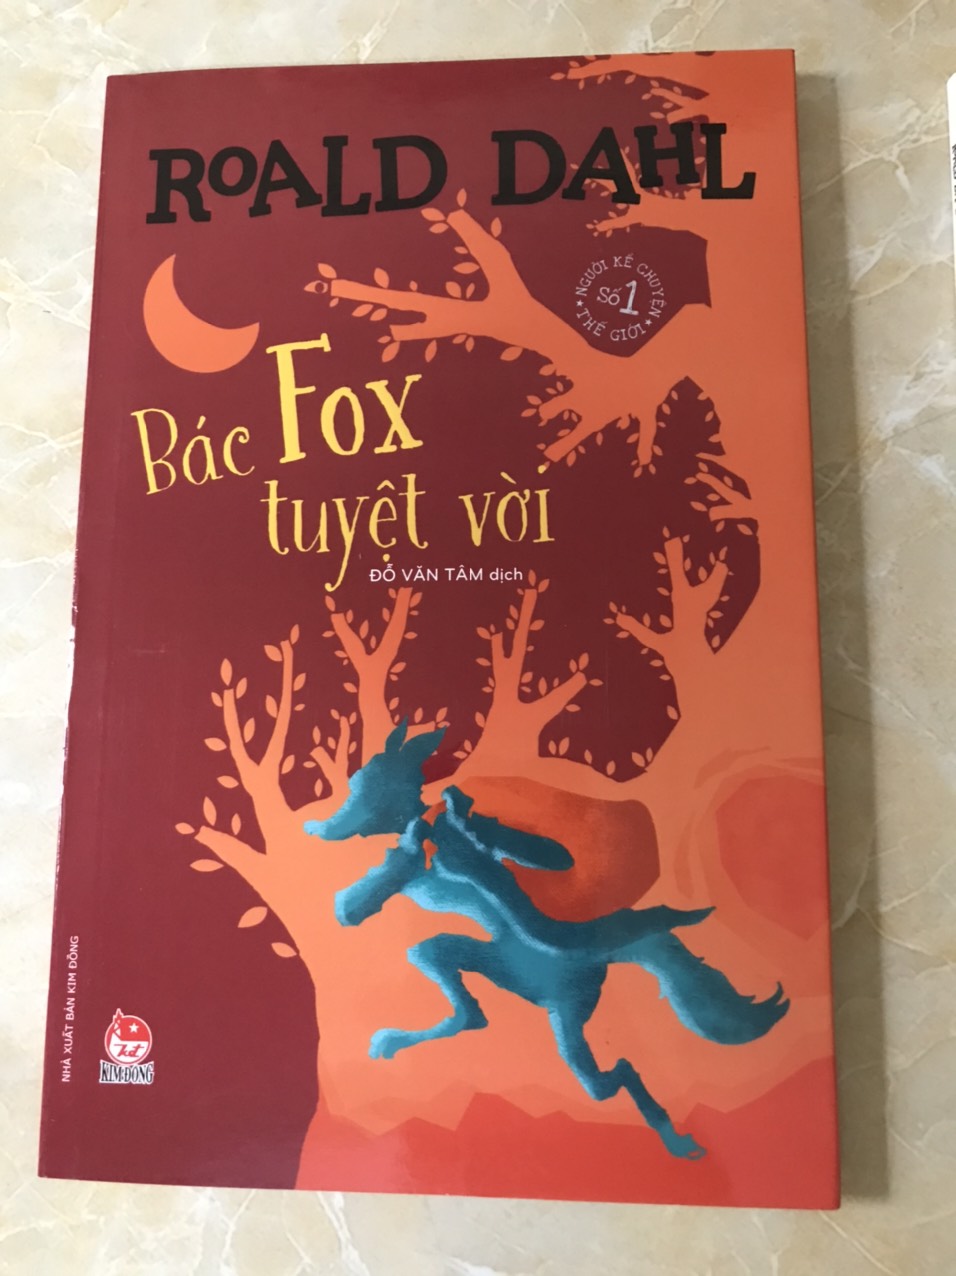 ROALD DAHL
NGƯỜI KỂ CHUYỆN
Số 1
THẾ GIỚI
Bác Fox
tuyệt vời
ĐỖ VĂN TÂM dịch
NHÀ XUẤT BẢN KIM ĐỒNG
KIM ĐỒNG